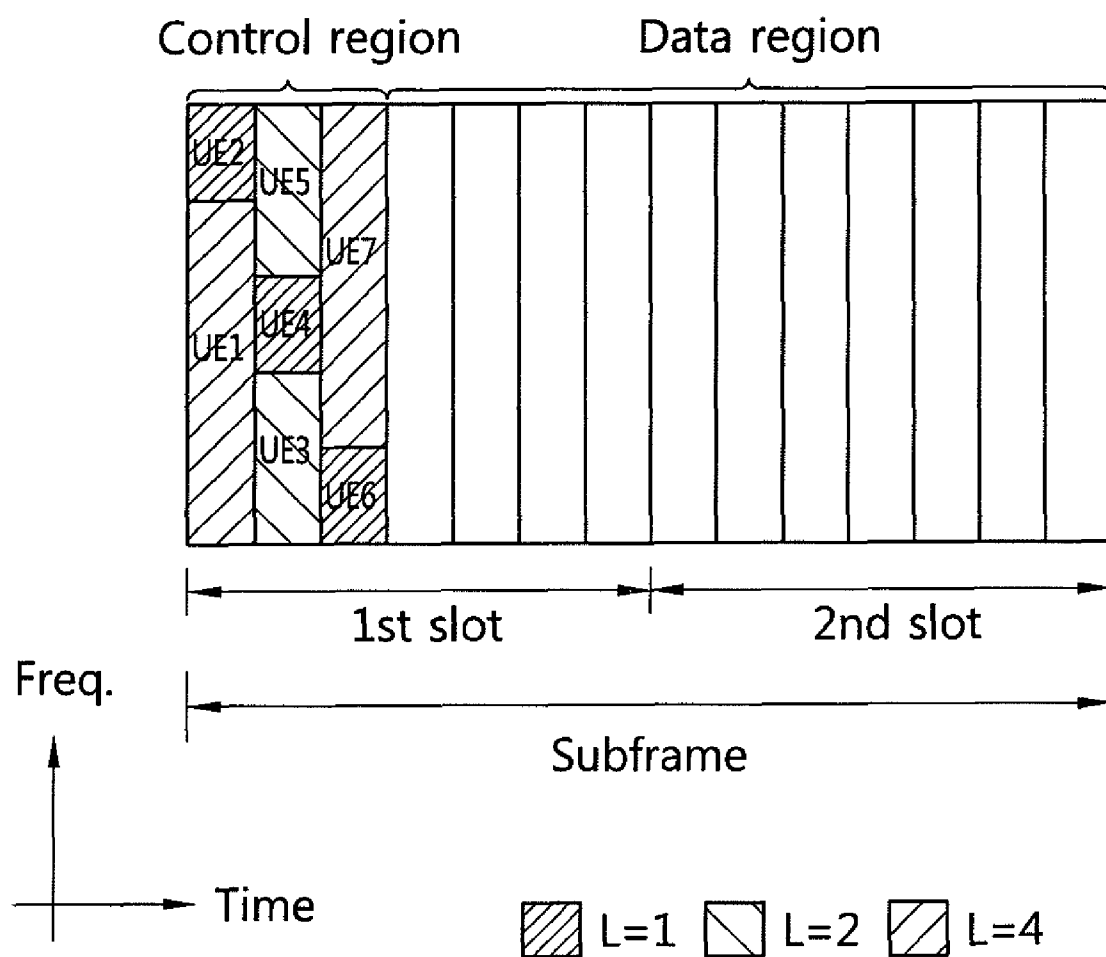 Control region
Data region
UE2
UE5
UE7
UE4
UE1
UE3
UE6
1st slot
2nd slot
Freq.
Subframe
Time
L=1
L=2
L=4